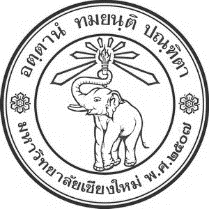 อตฺตานํ ทมยนฺติ ปณฺฑิตา
มหาวิทยาลัยเชียงใหม่ พ.ศ.๒๕๐๗